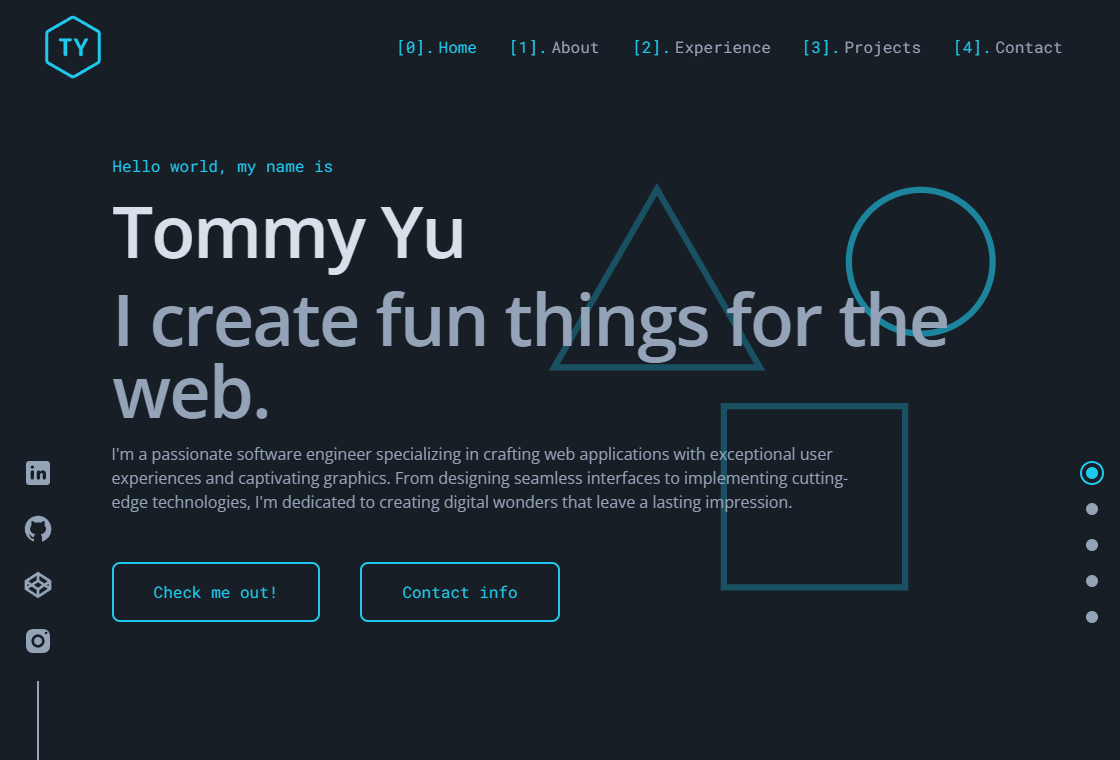 TY
[0]. Home [1]. About [2]. Experience [3]. Projects [4]. Contact
Hello world, my name is
Tommy Yu
I create fun things for the
web.
I'm a passionate software engineer specializing in crafting web applications with exceptional user
experiences and captivating graphics. From designing seamless interfaces to implementing cutting-
edge technologies, I'm dedicated to creating digital wonders that leave a lasting impression.
Check me out! Contact info
in